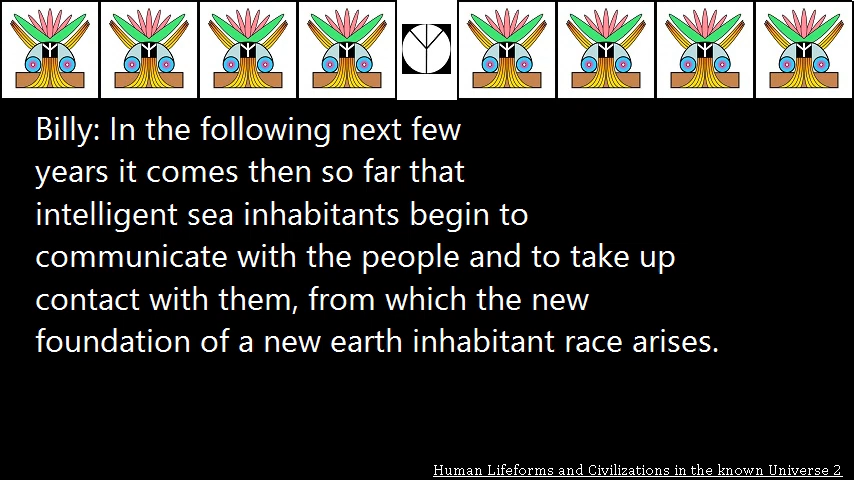 Billy: In the following next few
years it comes then so far that
intelligent sea inhabitants begin to
communicate with the people and to take up
contact with them, from which the new
foundation of a new earth inhabitant race arises.
Human Lifeforms and Civilizations in the known Universe 2